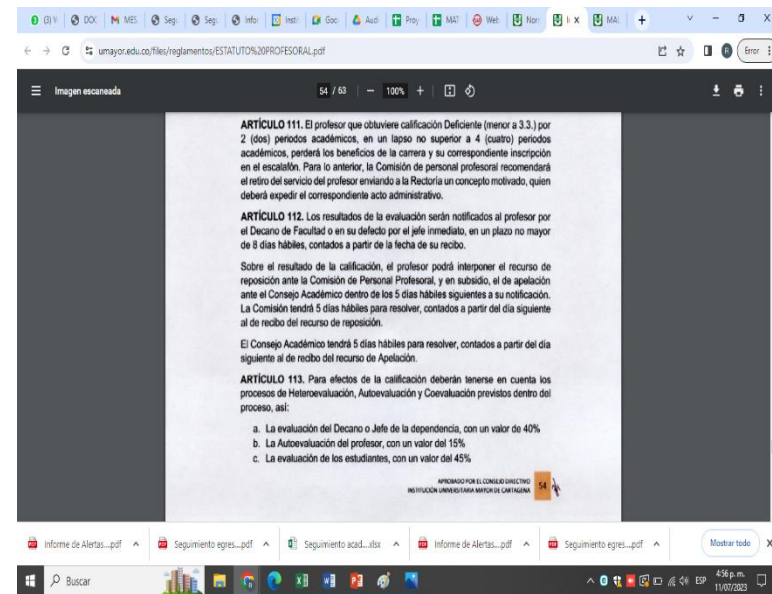 (3) V
DOC
MES
Segu
Segu
Infor
Insti
Goo
Audi
Proy
MAT
Web
Nor
MAL
umayor.edu.co/files/reglamentos/ESTATUTO%20PROFESORAL.pdf
Error
Imagen escaneada
54 / 63
100%
ARTÍCULO 111. El profesor que obtuviere calificación Deficiente (menor a 3.3.) por
2 (dos) periodos académicos, en un lapso no superior a 4 (cuatro) periodos
académicos, perderá los beneficios de la carrera y su correspondiente inscripción
en el escalafón. Para lo anterior, la Comisión de personal profesoral recomendará
el retiro del servicio del profesor enviando a la Rectoría un concepto motivado, quien
deberá expedir el correspondiente acto administrativo.
ARTÍCULO 112. Los resultados de la evaluación serán notificados al profesor por
el Decano de Facultad o en su defecto por el jefe inmediato, en un plazo no mayor
de 8 días hábiles, contados a partir de la fecha de su recibo.
Sobre el resultado de la calificación, el profesor podrá interponer el recurso de
reposición ante la Comisión de Personal Profesoral, y en subsidio, el de apelación
ante el Consejo Académico dentro de los 5 días hábiles siguientes a su notificación.
La Comisión tendrá 5 días hábiles para resolver, contados a partir del día siguiente
al de recibo del recurso de reposición.
El Consejo Académico tendrá 5 días hábiles para resolver, contados a partir del día
siguiente al de recibo del recurso de Apelación.
ARTÍCULO 113. Para efectos de la calificación deberán tenerse en cuenta los
procesos de Heteroevaluación, Autoevaluación y Coevaluación previstos dentro del
proceso, así:
a. La evaluación del Decano o Jefe de la dependencia, con un valor de 40%
b. La Autoevaluación del profesor, con un valor del 15%
c. La evaluación de los estudiantes, con un valor del 45%
APROBADO POR EL CONSEJO DIRECTIVO
INSTITUCIÓN UNIVERSITARIA MAYOR DE CARTAGENA
54
Informe de Alertas....pdf
Seguimiento egres....pdf
Seguimiento acad....xlsx
Informe de Alertas....pdf
Seguimiento egres....pdf
Mostrar todo
Buscar
ESP
4:56 p. m.
11/07/2023